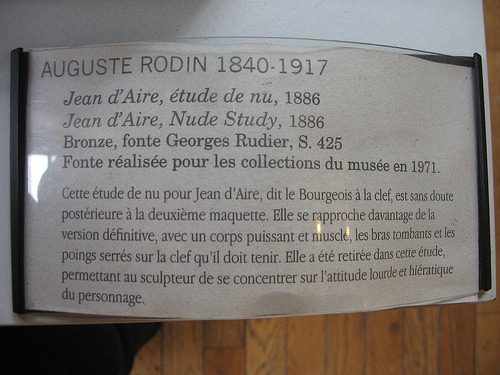 AUGUSTE RODIN 1840-1917
Jean d'Aire, étude de nu, 1886
Jean d'Aire, Nude Study, 1886
Bronze, fonte Georges Rudier, S. 425
Fonte réalisée pour les collections du musée en 1971.
Cette étude de nu pour Jean d'Aire, dit le Bourgeois à la clef, est sans doute
postérieure à la deuxième maquette. Elle se rapproche davantage de la
version définitive, avec un corps puissant et musclé, les bras tombants et les
poings serrés sur la clef qu'il doit tenir. Elle a été retirée dans cette étude,
permettant au sculpteur de se concentrer sur l'attitude lourde et hiératique
du personnage.